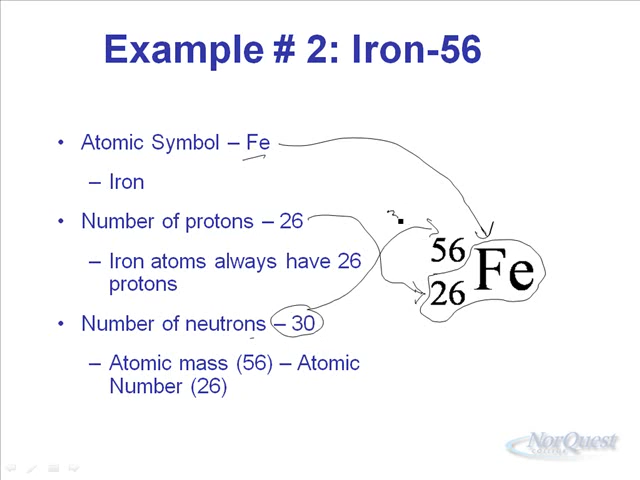 Example # 2: Iron-56
• Atomic Symbol – Fe
– Iron
• Number of protons – 26
– Iron atoms always have 26
protons
• Number of neutrons – 30
– Atomic mass (56) – Atomic
Number (26)
56
26
Fe
NorQuest
COLLEGE